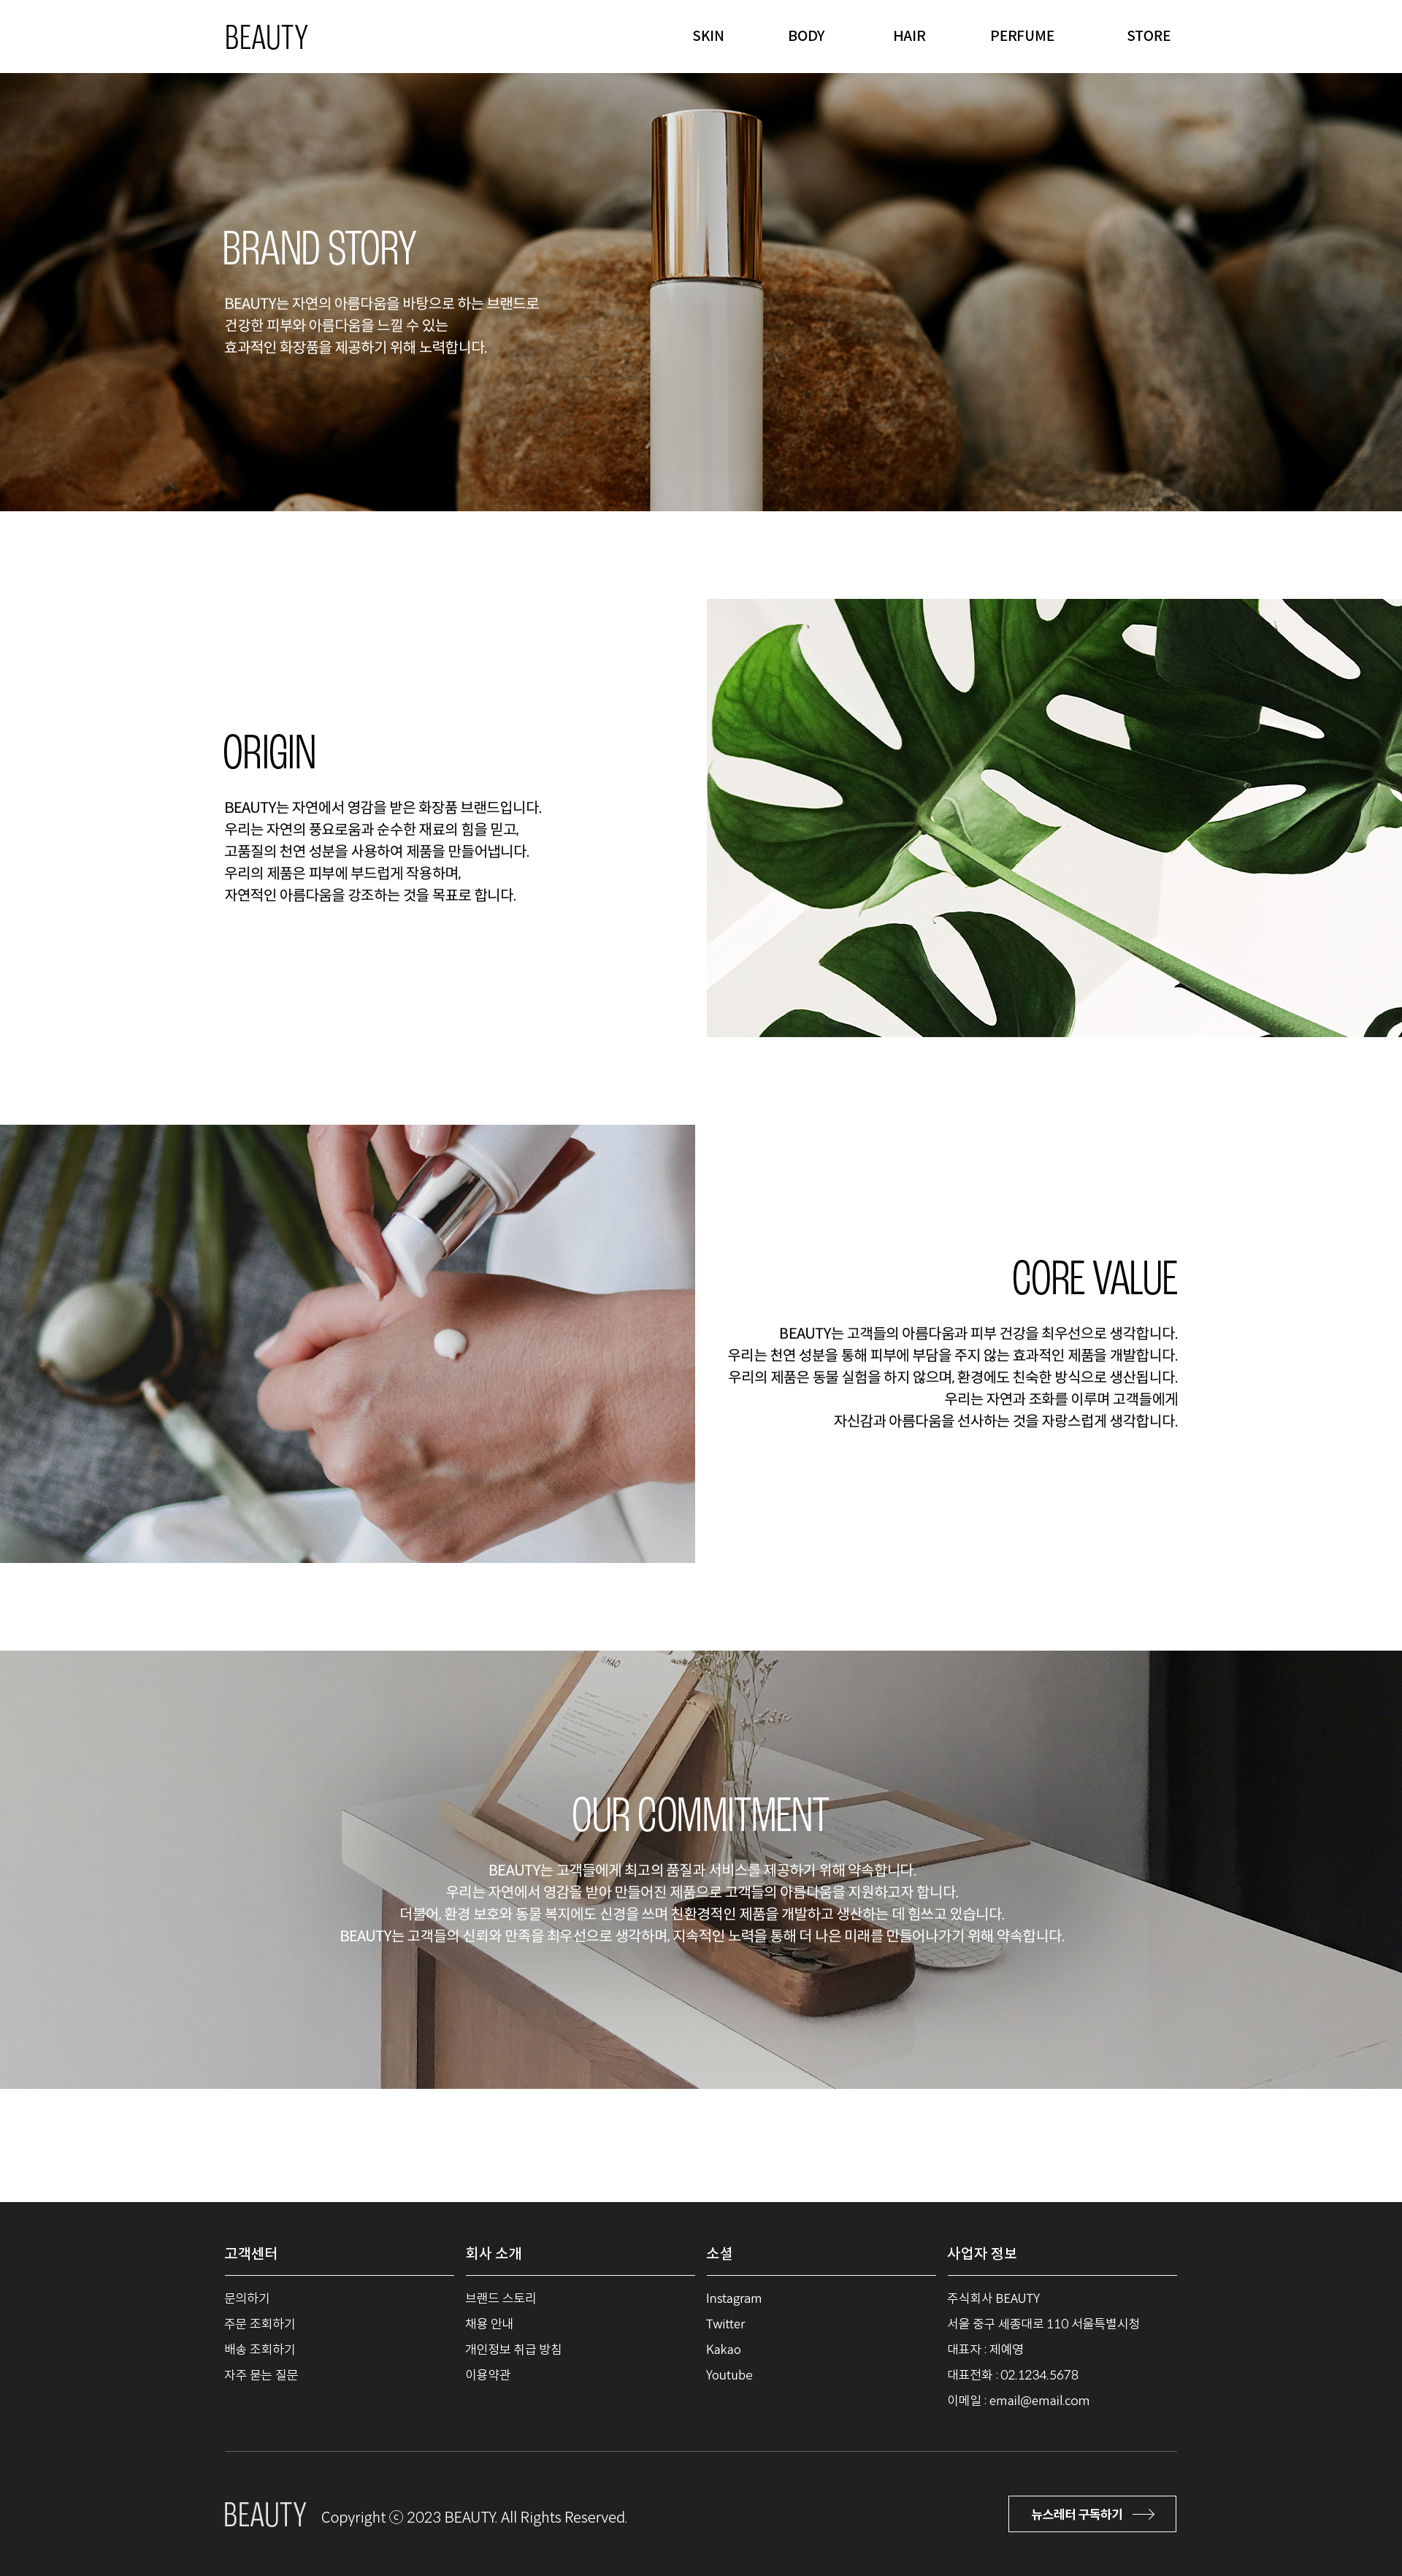 BEAUTY
SKIN
BODY
HAIR
PERFUME
STORE
BRAND STORY
BEAUTY는 자연의 아름다움을 바탕으로 하는 브랜드로
건강한 피부와 아름다움을 느낄 수 있는
효과적인 화장품을 제공하기 위해 노력합니다.
ORIGIN
BEAUTY는 자연에서 영감을 받은 화장품 브랜드입니다.
우리는 자연의 풍요로움과 순수한 재료의 힘을 믿고,
고품질의 천연 성분을 사용하여 제품을 만들어냅니다.
우리의 제품은 피부에 부드럽게 작용하며,
자연적인 아름다움을 강조하는 것을 목표로 합니다.
CORE VALUE
BEAUTY는 고객들의 아름다움과 피부 건강을 최우선으로 생각합니다.
우리는 천연 성분을 통해 피부에 부담을 주지 않는 효과적인 제품을 개발합니다.
우리의 제품은 동물 실험을 하지 않으며, 환경에도 친숙한 방식으로 생산됩니다.
우리는 자연과 조화를 이루며 고객들에게
자신감과 아름다움을 선사하는 것을 자랑스럽게 생각합니다.
OUR COMMITMENT
BEAUTY는 고객들에게 최고의 품질과 서비스를 제공하기 위해 약속합니다.
우리는 자연에서 영감을 받아 만들어진 제품으로 고객들의 아름다움을 지원하고자 합니다.
더불어, 환경 보호와 동물 복지에도 신경을 쓰며 친환경적인 제품을 개발하고 생산하는 데 힘쓰고 있습니다.
BEAUTY는 고객들의 신뢰와 만족을 최우선으로 생각하며, 지속적인 노력을 통해 더 나은 미래를 만들어나가기 위해 약속합니다.
고객센터
문의하기
주문 조회하기
배송 조회하기
자주 묻는 질문
회사 소개
브랜드 스토리
채용 안내
개인정보 취급 방침
이용약관
소셜
Instagram
Twitter
Kakao
Youtube
사업자 정보
주식회사 BEAUTY
서울 중구 세종대로 110 서울특별시청
대표자 : 제예영
대표전화 : 02.1234.5678
이메일 : email@email.com
BEAUTY
Copyright ⓒ 2023 BEAUTY. All Rights Reserved.
뉴스레터 구독하기